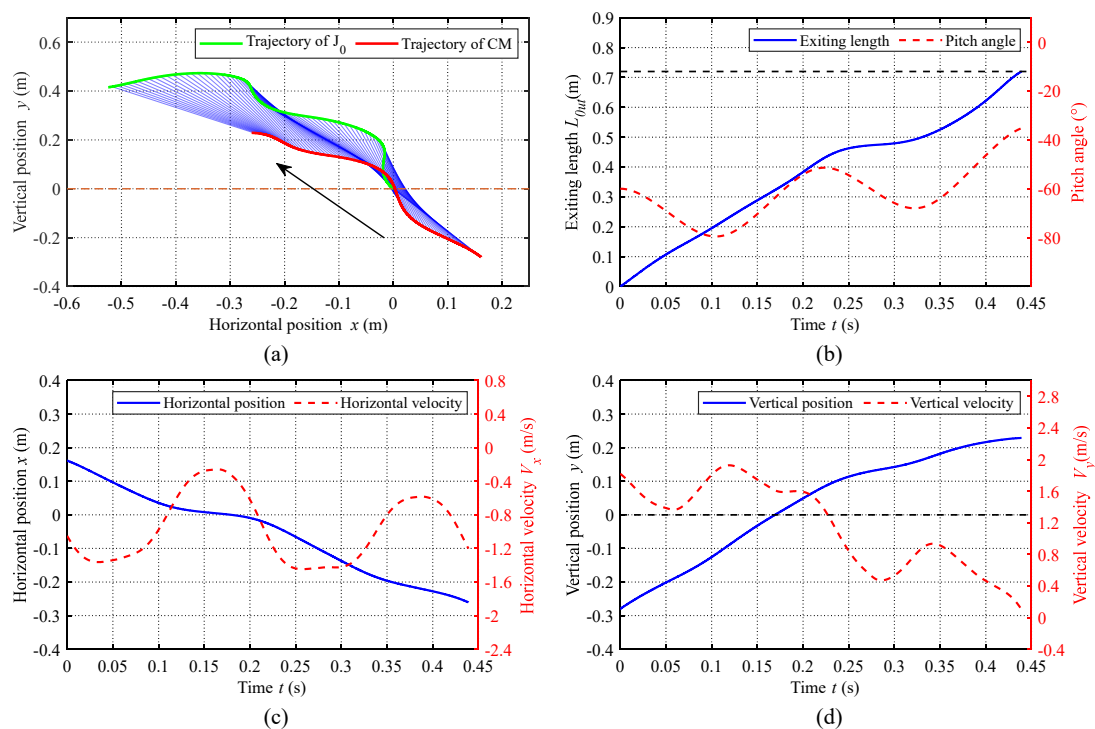 Trajectory of J0 Trajectory of CM
0.6
0.4
0.2
0
-0.2
-0.4
Vertical position y (m)
-0.6 -0.5 -0.4 -0.3 -0.2 -0.1 0 0.1 0.2
Horizontal position x (m)
(a)
Exiting length Pitch angle
0.9
0.8
0.7
0.6
0.5
0.4
0.3
0.2
0.1
0
Exiting length L0ut(m)
0
-20
-40
-60
-80
Pitch angle (°)
0 0.05 0.1 0.15 0.2 0.25 0.3 0.35 0.4 0.45
Time t (s)
(b)
Horizontal position Horizontal velocity
0.4
0.3
0.2
0.1
0
-0.1
-0.2
-0.3
-0.4
Horizontal position x (m)
0.8
0.4
0
-0.4
-0.8
-1.2
-1.6
-2
-2.4
Horizontal velocity Vx (m/s)
0 0.05 0.1 0.15 0.2 0.25 0.3 0.35 0.4 0.45
Time t (s)
(c)
Vertical position Vertical velocity
0.4
0.3
0.2
0.1
0
-0.1
-0.2
-0.3
-0.4
Vertical position y (m)
2.8
2.4
2
1.6
1.2
0.8
0.4
0
-0.4
Vertical velocity Vy(m/s)
0 0.05 0.1 0.15 0.2 0.25 0.3 0.35 0.4 0.45
Time t (s)
(d)